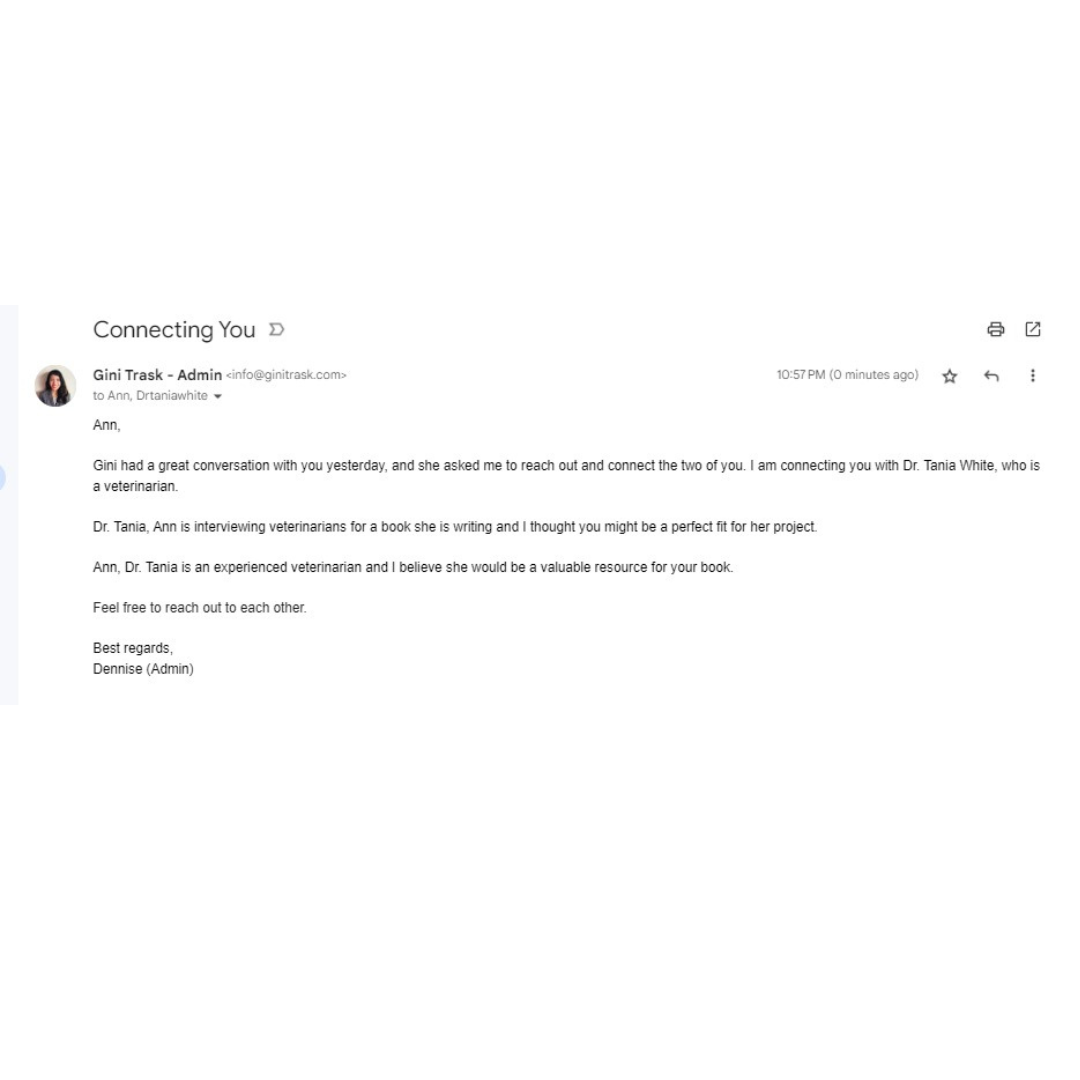 Connecting You
Gini Trask - Admin <info@ginitrask.com>
10:57 PM (0 minutes ago)
to Ann, Drtaniawhite
Ann,
Gini had a great conversation with you yesterday, and she asked me to reach out and connect the two of you. I am connecting you with Dr. Tania White, who is
a veterinarian.
Dr. Tania, Ann is interviewing veterinarians for a book she is writing and I thought you might be a perfect fit for her project.
Ann, Dr. Tania is an experienced veterinarian and I believe she would be a valuable resource for your book.
Feel free to reach out to each other.
Best regards,
Dennise (Admin)